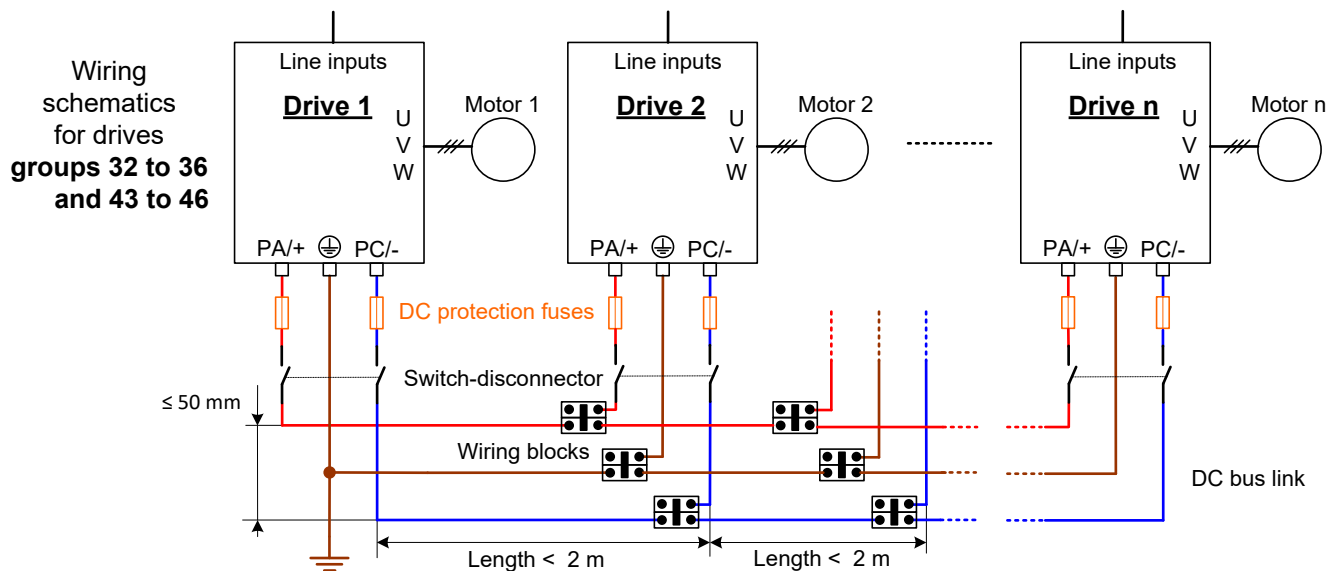 Wiring
schematics
for drives
groups 32 to 36
and 43 to 46
Line inputs
Drive 1
U
V
W
Motor 1
PA/+
PC/-
Line inputs
Drive 2
U
V
W
Motor 2
PA/+
PC/-
Line inputs
Drive n
U
V
W
Motor n
PA/+
PC/-
DC protection fuses
Switch-disconnector
≤ 50 mm
Wiring blocks
DC bus link
Length < 2 m
Length < 2 m